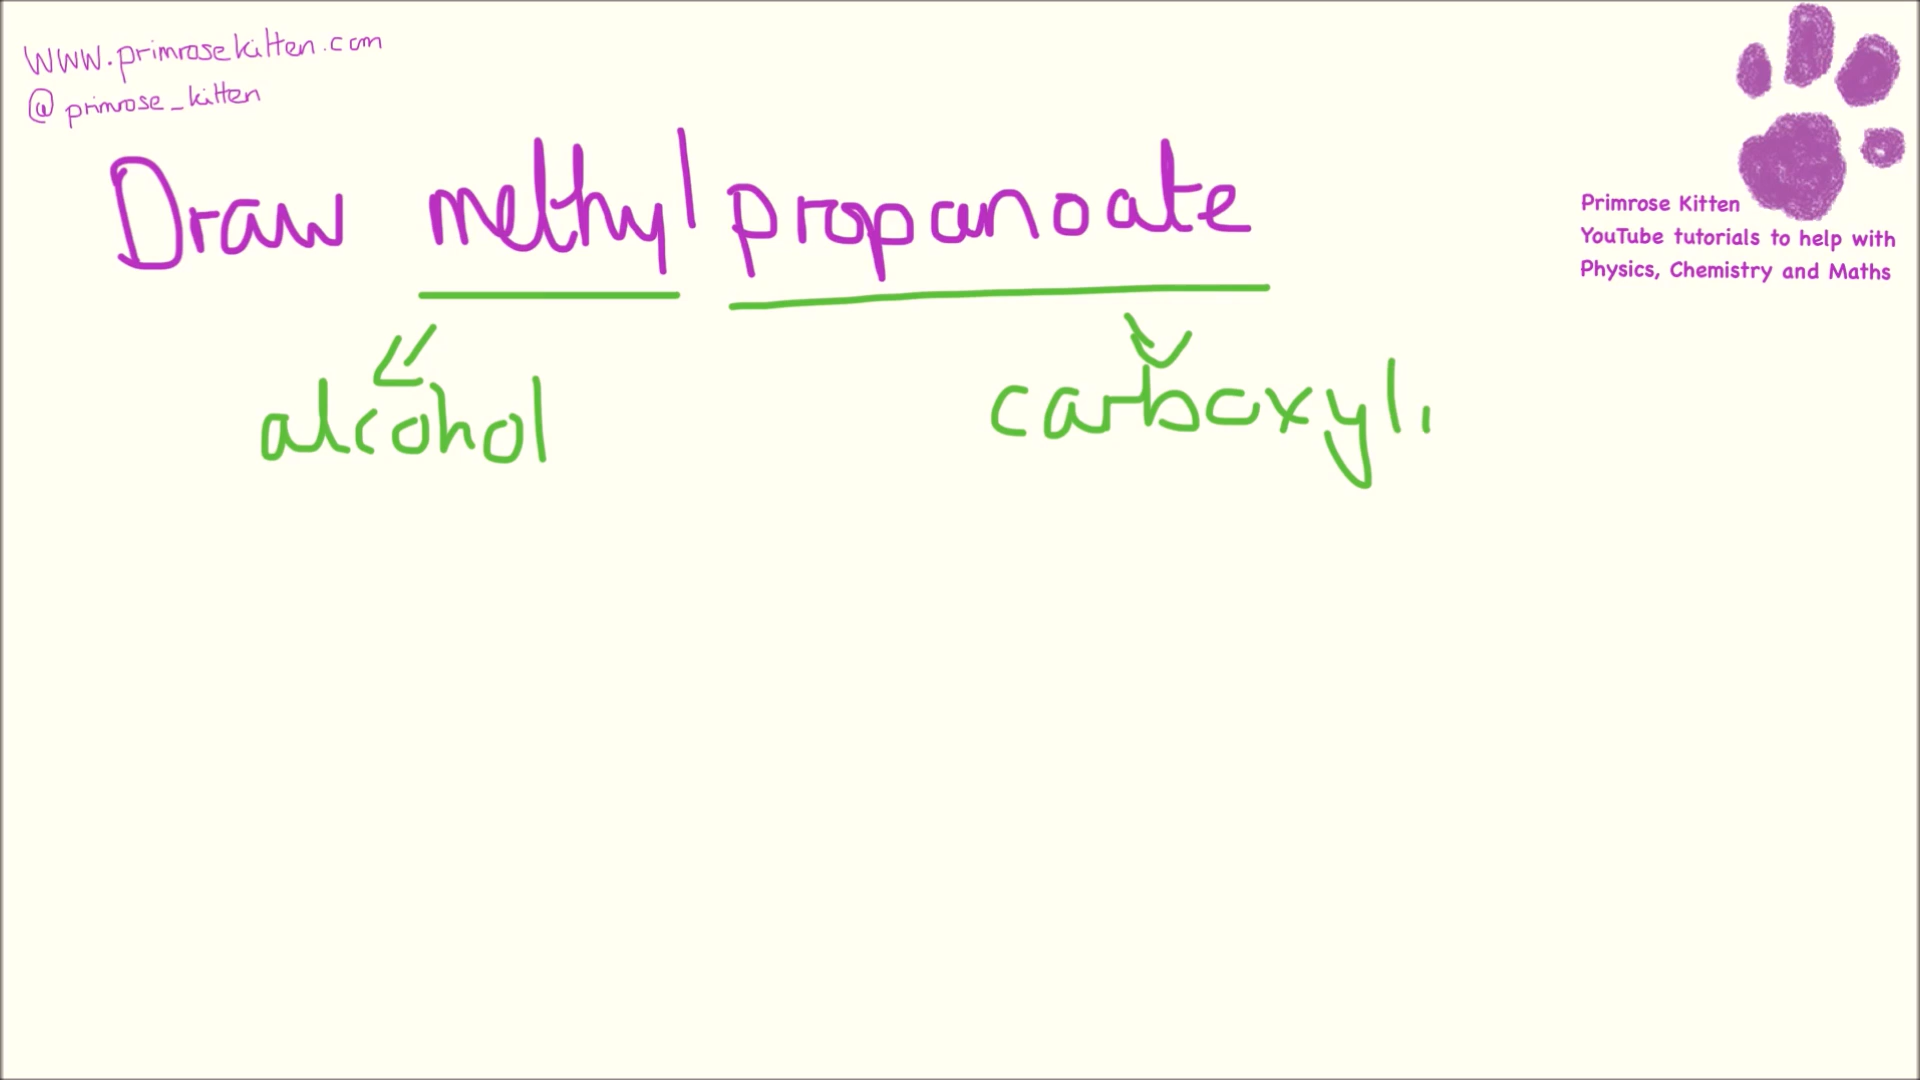 www.primrosekitten.com
@primrose_kitten
Draw methyl propanoate
Primrose Kitten
YouTube tutorials to help with
Physics, Chemistry and Maths
alcohol
carboxyli